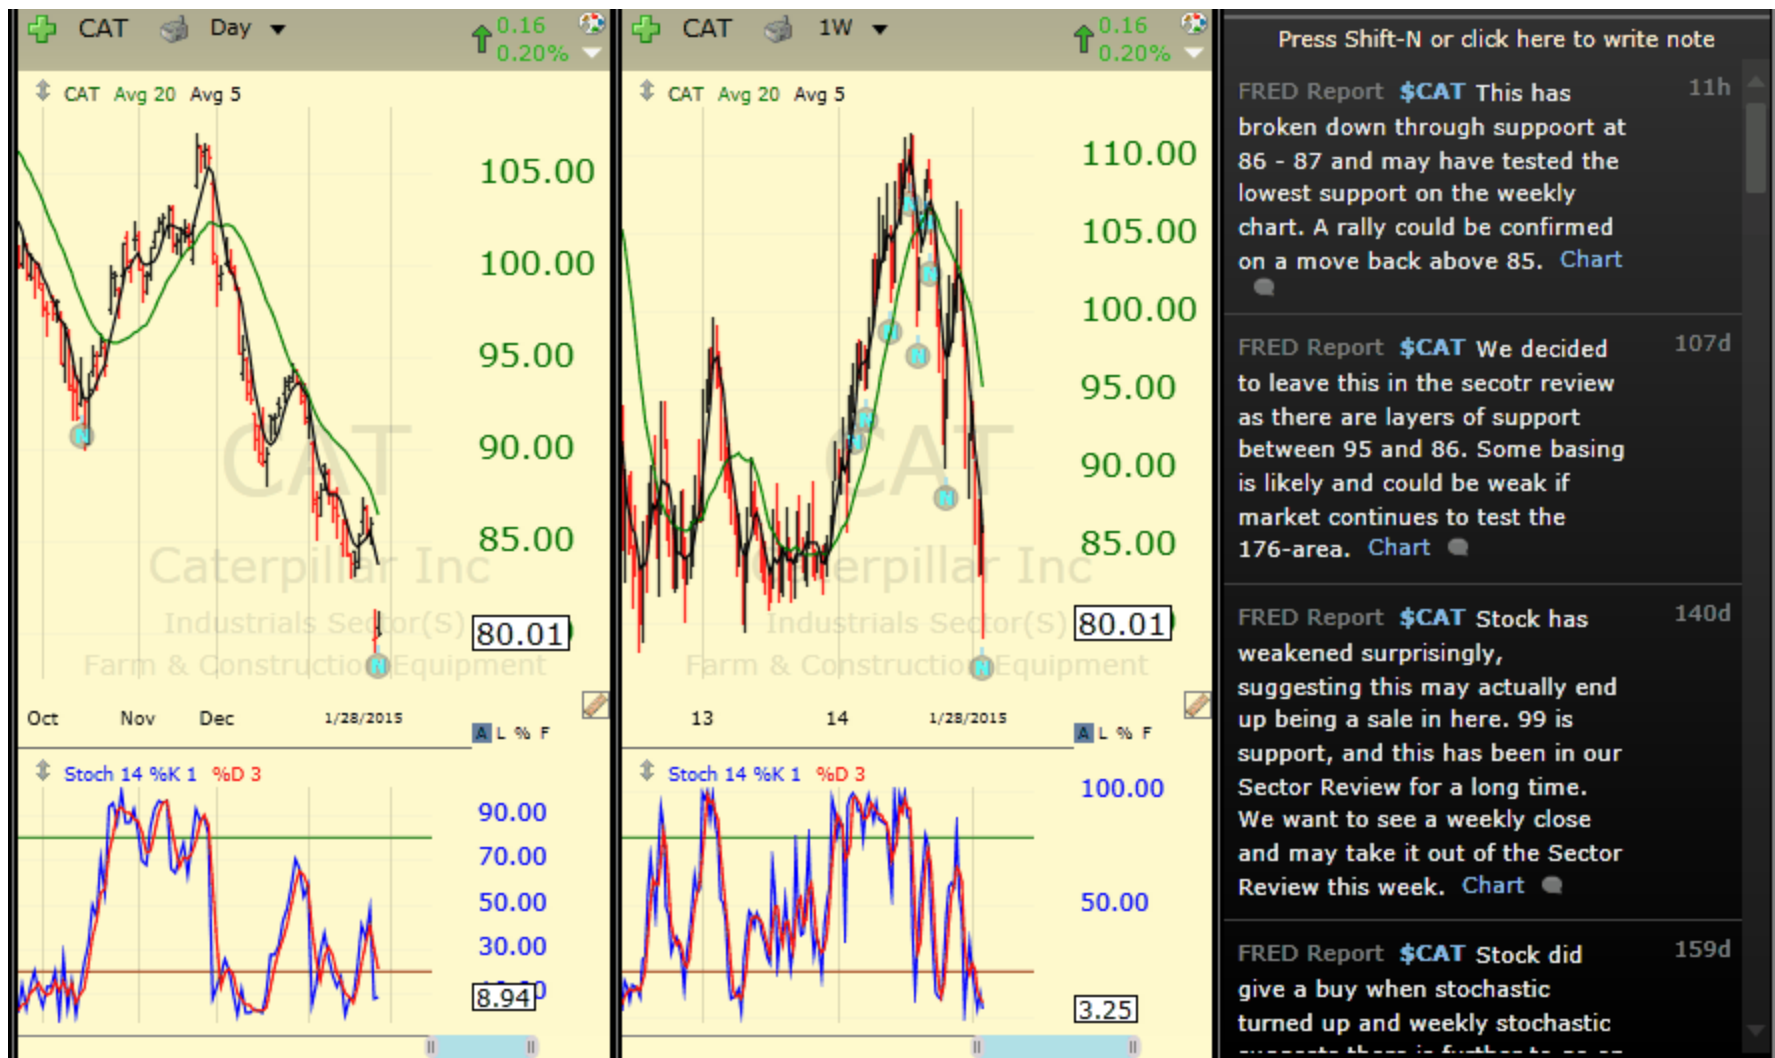 CAT Day
0.16
0.20%
CAT Avg 20 Avg 5
105.00
100.00
95.00
90.00
85.00
80.01
CAT
Caterpillar Inc
Industrials Sector(S)
Farm & Construction Equipment
N
N
Oct Nov Dec 1/28/2015
A L % F
Stoch 14 %K 1 %D 3
90.00
70.00
50.00
30.00
8.94
CAT 1W
0.16
0.20%
CAT Avg 20 Avg 5
110.00
105.00
100.00
95.00
90.00
85.00
80.01
CAT
Caterpillar Inc
Industrials Sector(S)
Farm & Construction Equipment
N
N
N
N
N
N
N
N
N
13 14 1/28/2015
A L % F
Stoch 14 %K 1 %D 3
100.00
50.00
3.25
Press Shift-N or click here to write note
FRED Report $CAT This has 11h
broken down through suppoort at
86 - 87 and may have tested the
lowest support on the weekly
chart. A rally could be confirmed
on a move back above 85. Chart
FRED Report $CAT We decided 107d
to leave this in the secotr review
as there are layers of support
between 95 and 86. Some basing
is likely and could be weak if
market continues to test the
176-area. Chart
FRED Report $CAT Stock has 140d
weakened surprisingly,
suggesting this may actually end
up being a sale in here. 99 is
support, and this has been in our
Sector Review for a long time.
We want to see a weekly close
and may take it out of the Sector
Review this week. Chart
FRED Report $CAT Stock did 159d
give a buy when stochastic
turned up and weekly stochastic